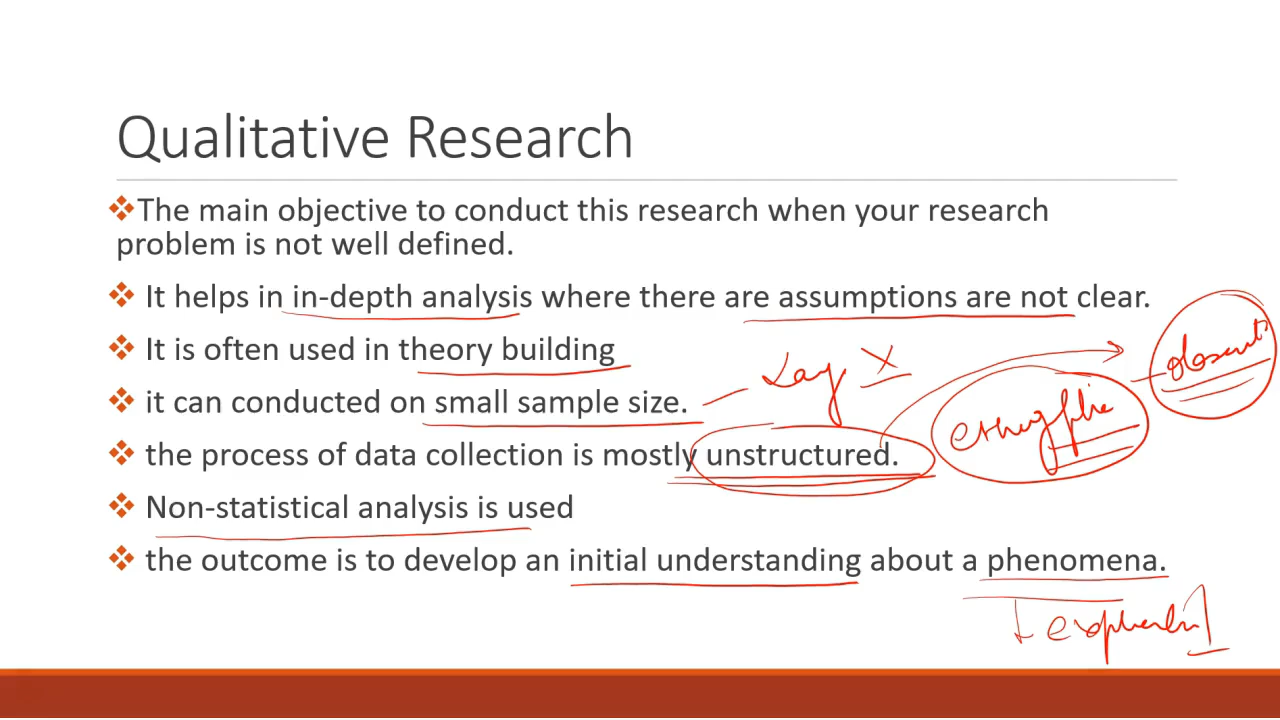 Qualitative Research
❖The main objective to conduct this research when your research
problem is not well defined.
❖ It helps in in-depth analysis where there are assumptions are not clear.
❖ It is often used in theory building
❖ it can conducted on small sample size.
❖ the process of data collection is mostly unstructured.
❖ Non-statistical analysis is used
❖ the outcome is to develop an initial understanding about a phenomena.